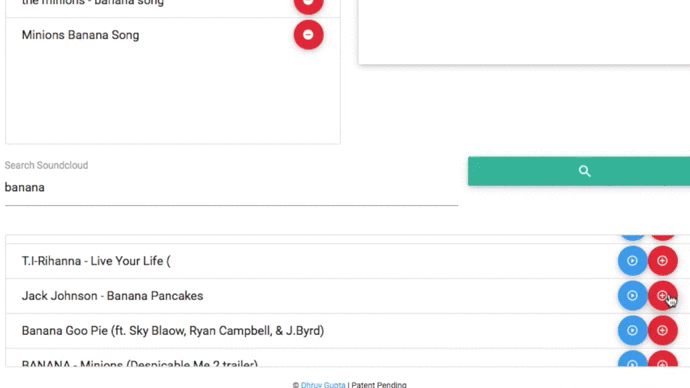 the minions - banana song
Minions Banana Song
Search Soundcloud
banana
T.I-Rihanna - Live Your Life (
Jack Johnson - Banana Pancakes
Banana Goo Pie (ft. Sky Blaow, Ryan Campbell, & J.Byrd)
BANANA - Minions (Despicable Me 2 trailer)
© Dhruv Gupta | Patent Pending